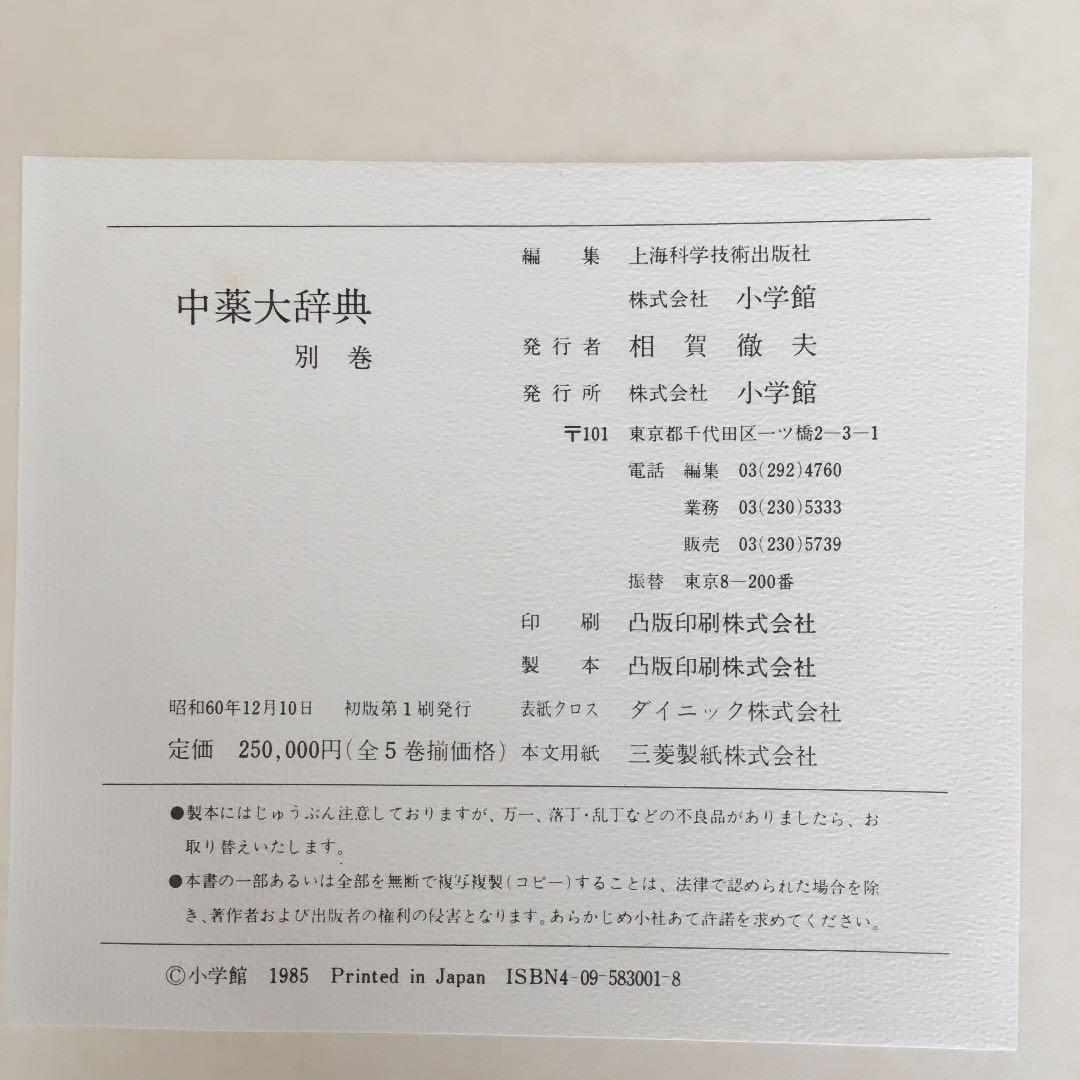 中薬大辞典
別 巻
編 集 上海科学技術出版社
株式会社 小学館
発行者 相賀徹夫
発行所 株式会社 小学館
〒101 東京都千代田区一ツ橋2―3―1
電話 編集 03(292)4760
業務 03(230)5333
販売 03(230)5739
振替 東京8―200番
印 刷 凸版印刷株式会社
製 本 凸版印刷株式会社
昭和60年12月10日 初版第1刷発行 表紙クロス ダイニック株式会社
定価 250,000円(全5巻揃価格) 本文用紙 三菱製紙株式会社
●製本にはじゅうぶん注意しておりますが、万一、落丁・乱丁などの不良品がありましたら、お
取り替えいたします。
●本書の一部あるいは全部を無断で複写複製(コピー)することは、法律で認められた場合を除
き、著作者および出版者の権利の侵害となります。あらかじめ小社あて許諾を求めてください。
©小学館 1985 Printed in Japan ISBN4-09-583001-8